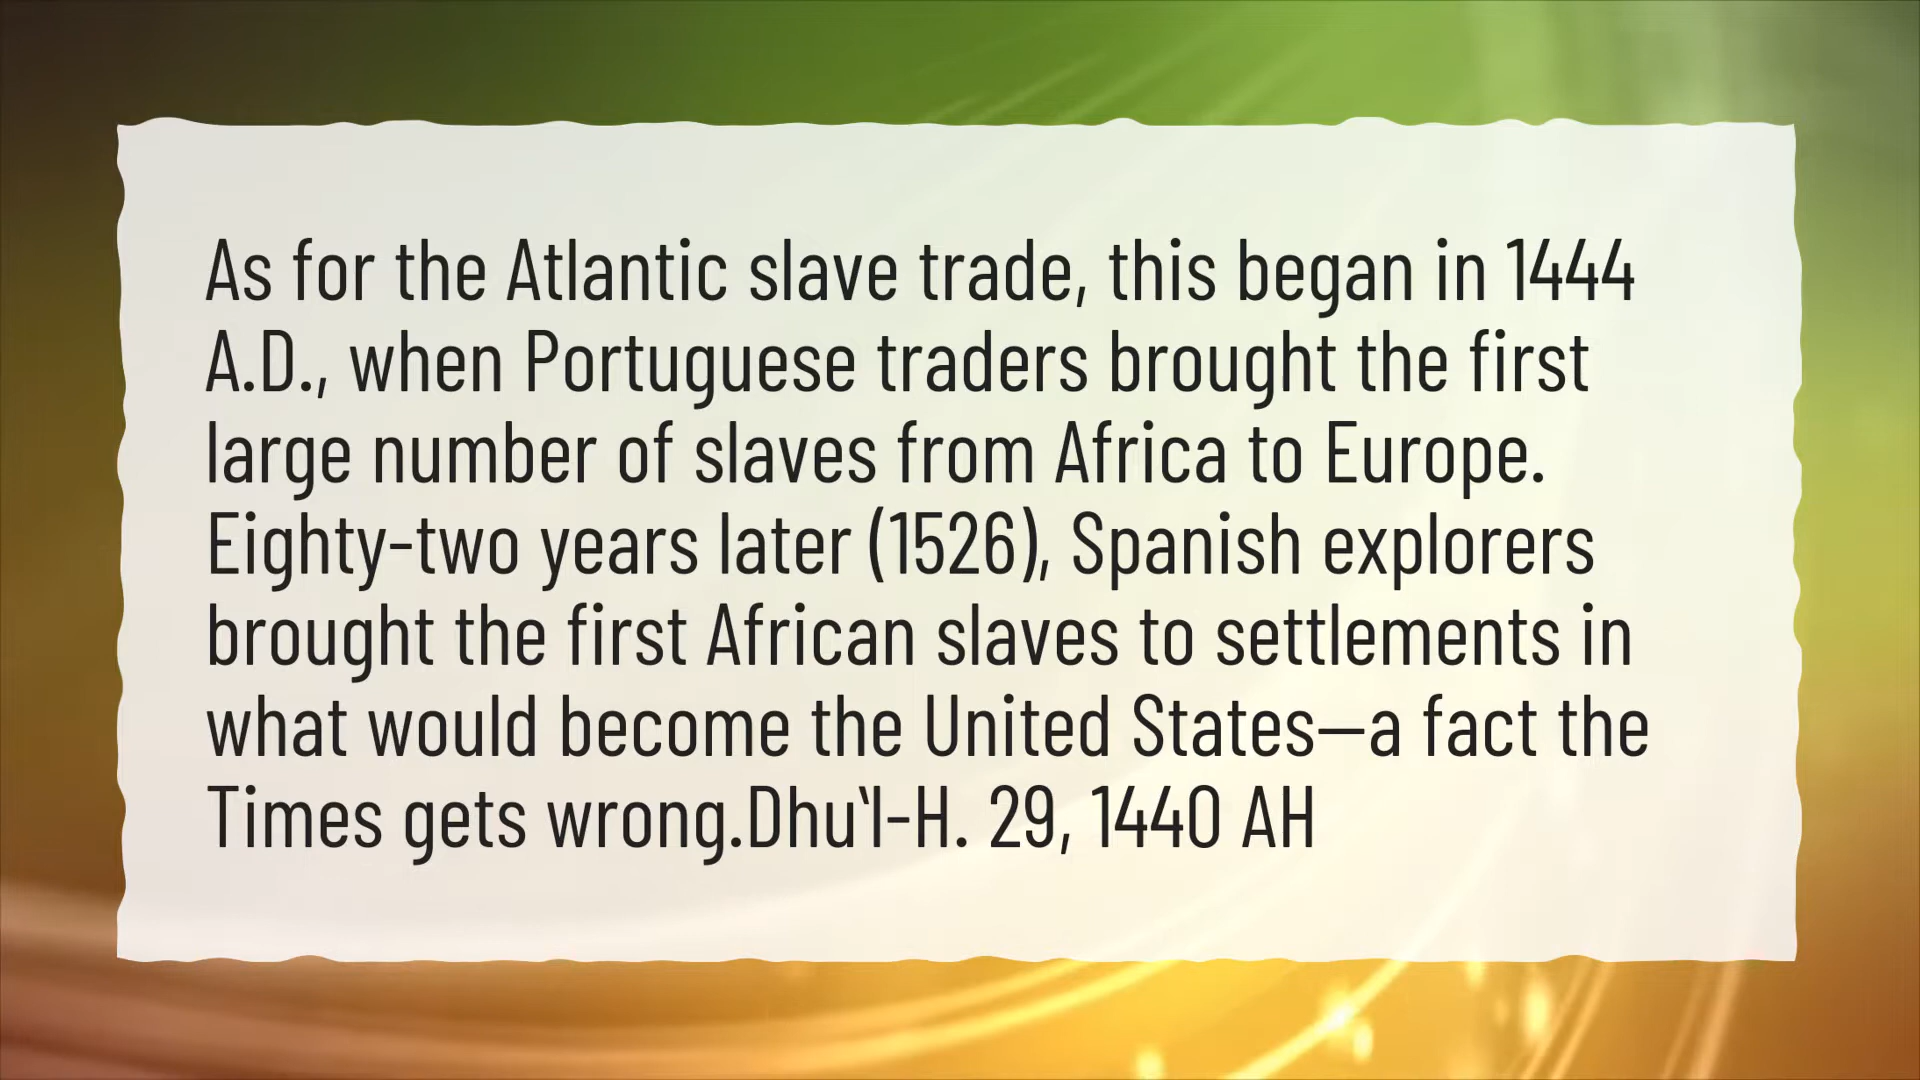 As for the Atlantic slave trade, this began in 1444
A.D., when Portuguese traders brought the first
large number of slaves from Africa to Europe.
Eighty-two years later (1526), Spanish explorers
brought the first African slaves to settlements in
what would become the United States—a fact the
Times gets wrong.Dhu‛l-H. 29, 1440 AH